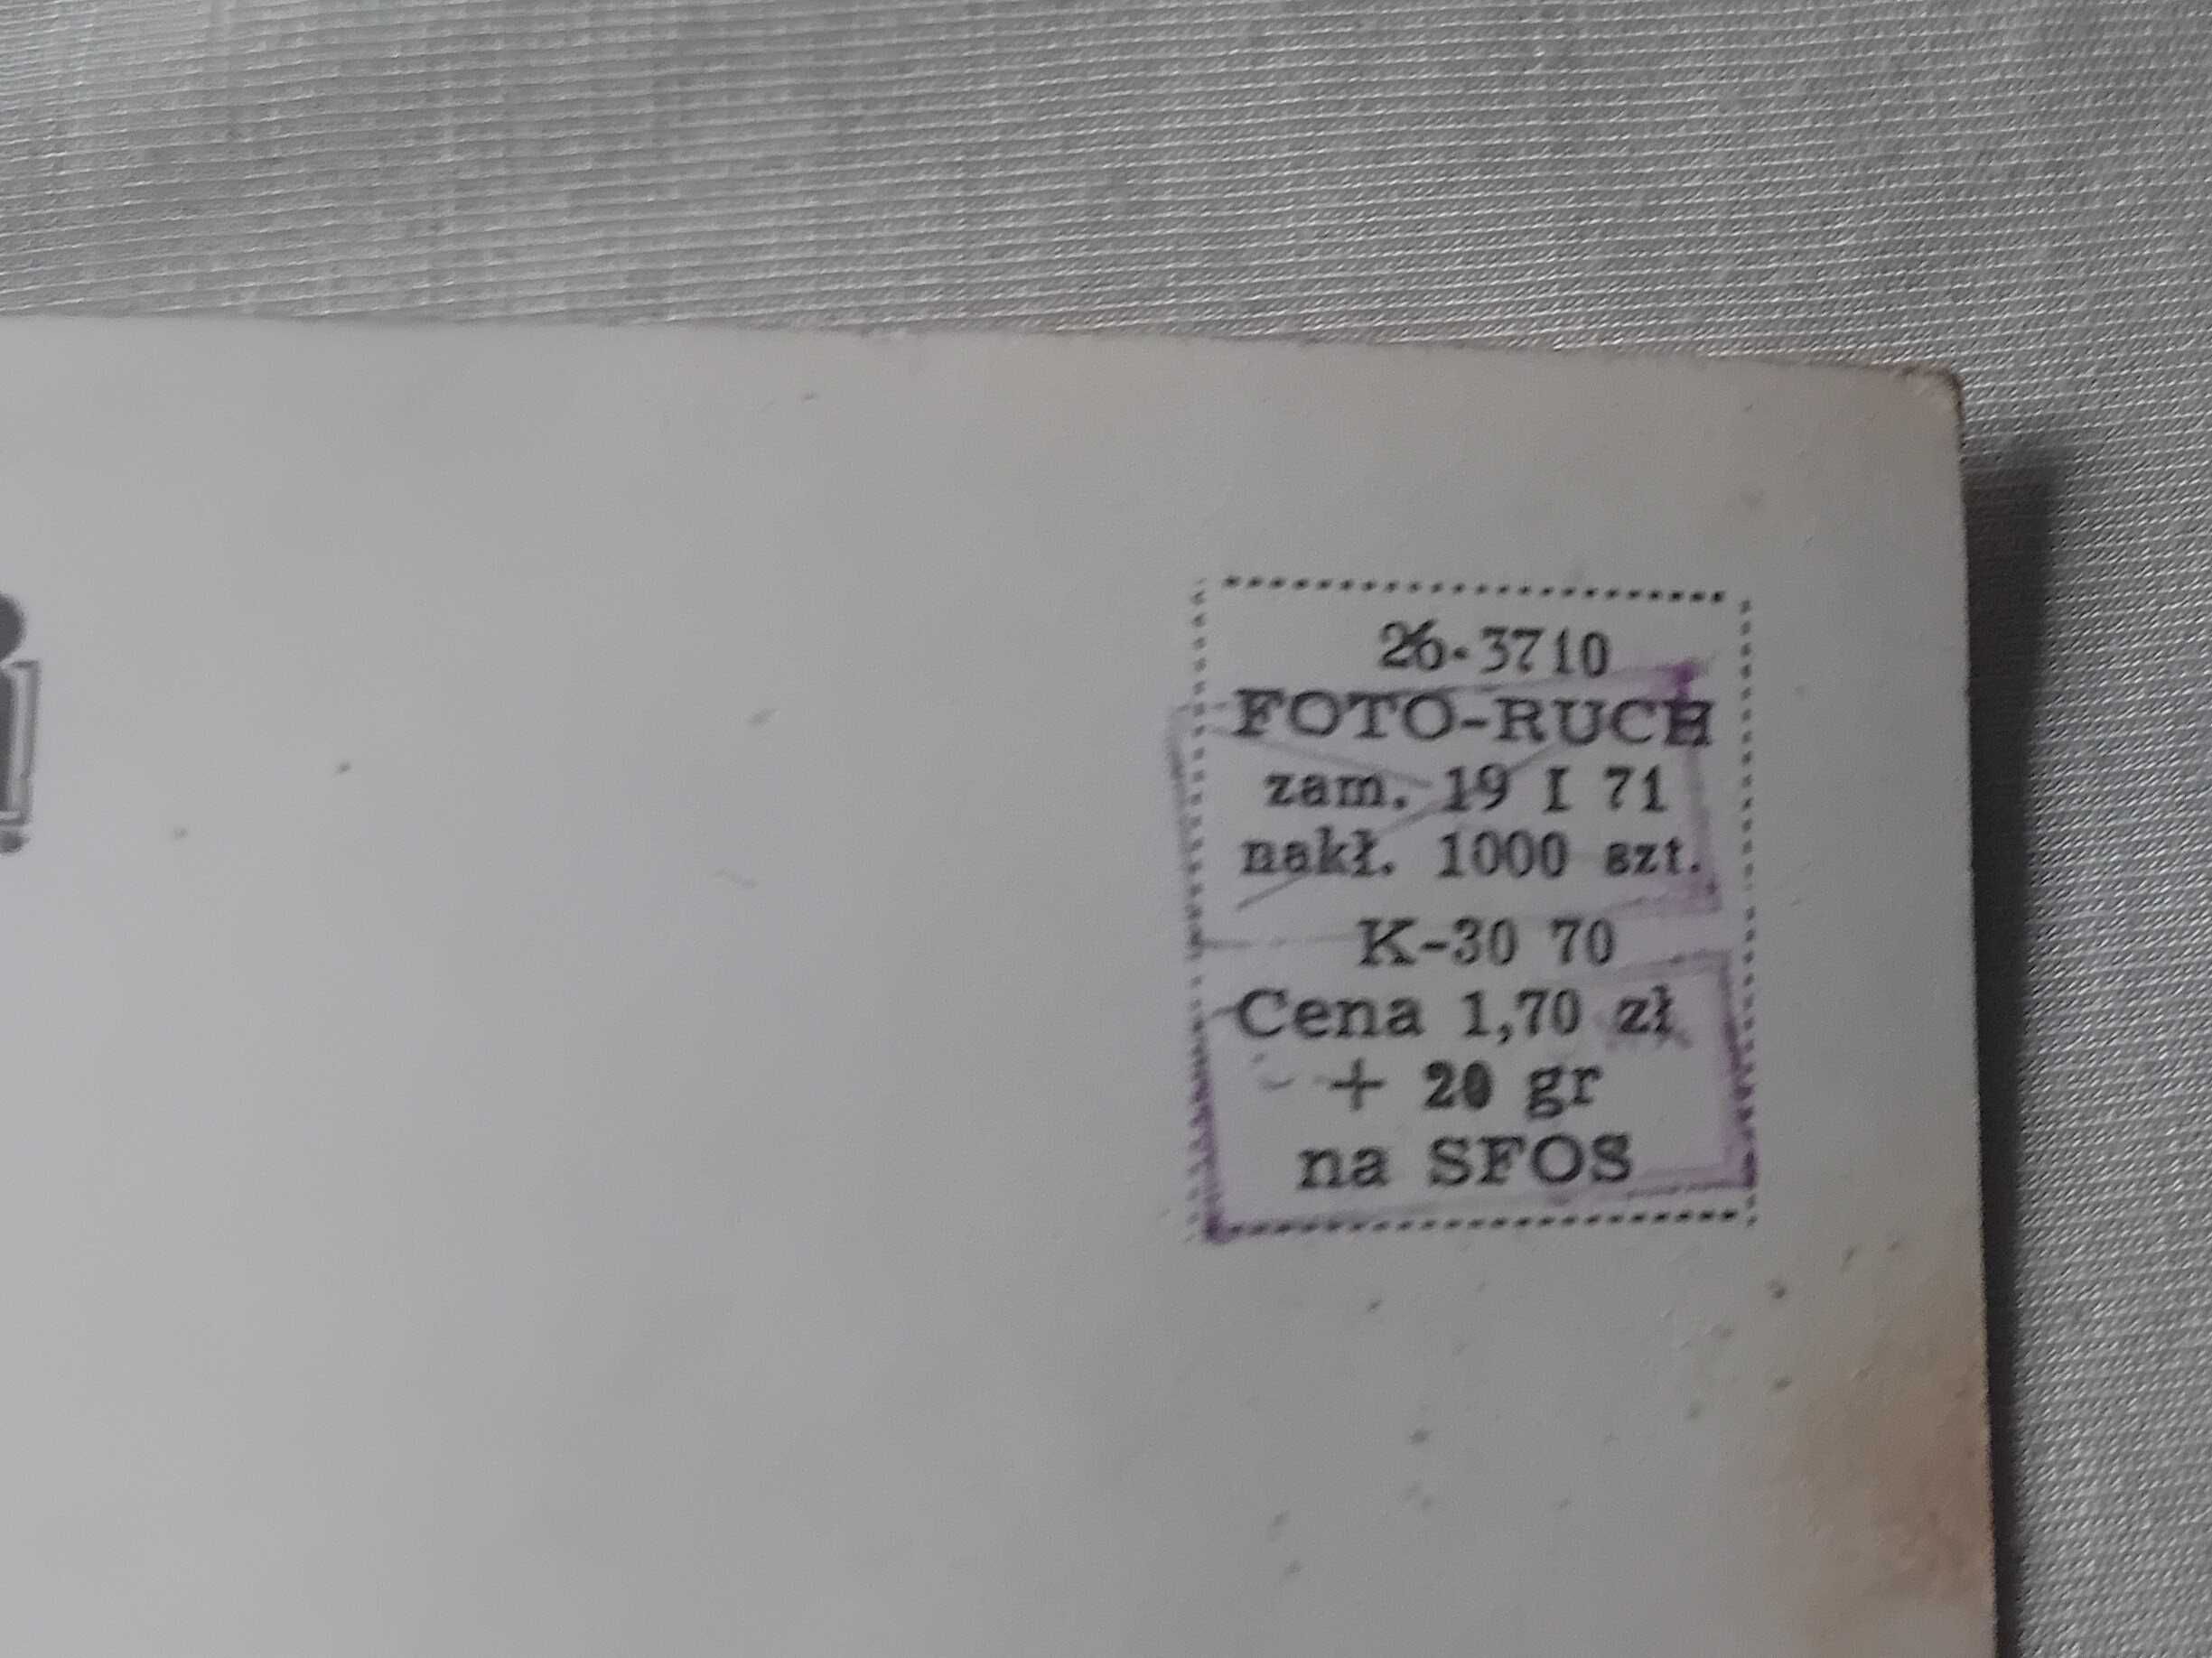 26-3710
FOTO-RUCH
zam. 19 I 71
nakł. 1000 szt.
K-30 70
Cena 1,70 zł
+ 20 gr
na SFOS